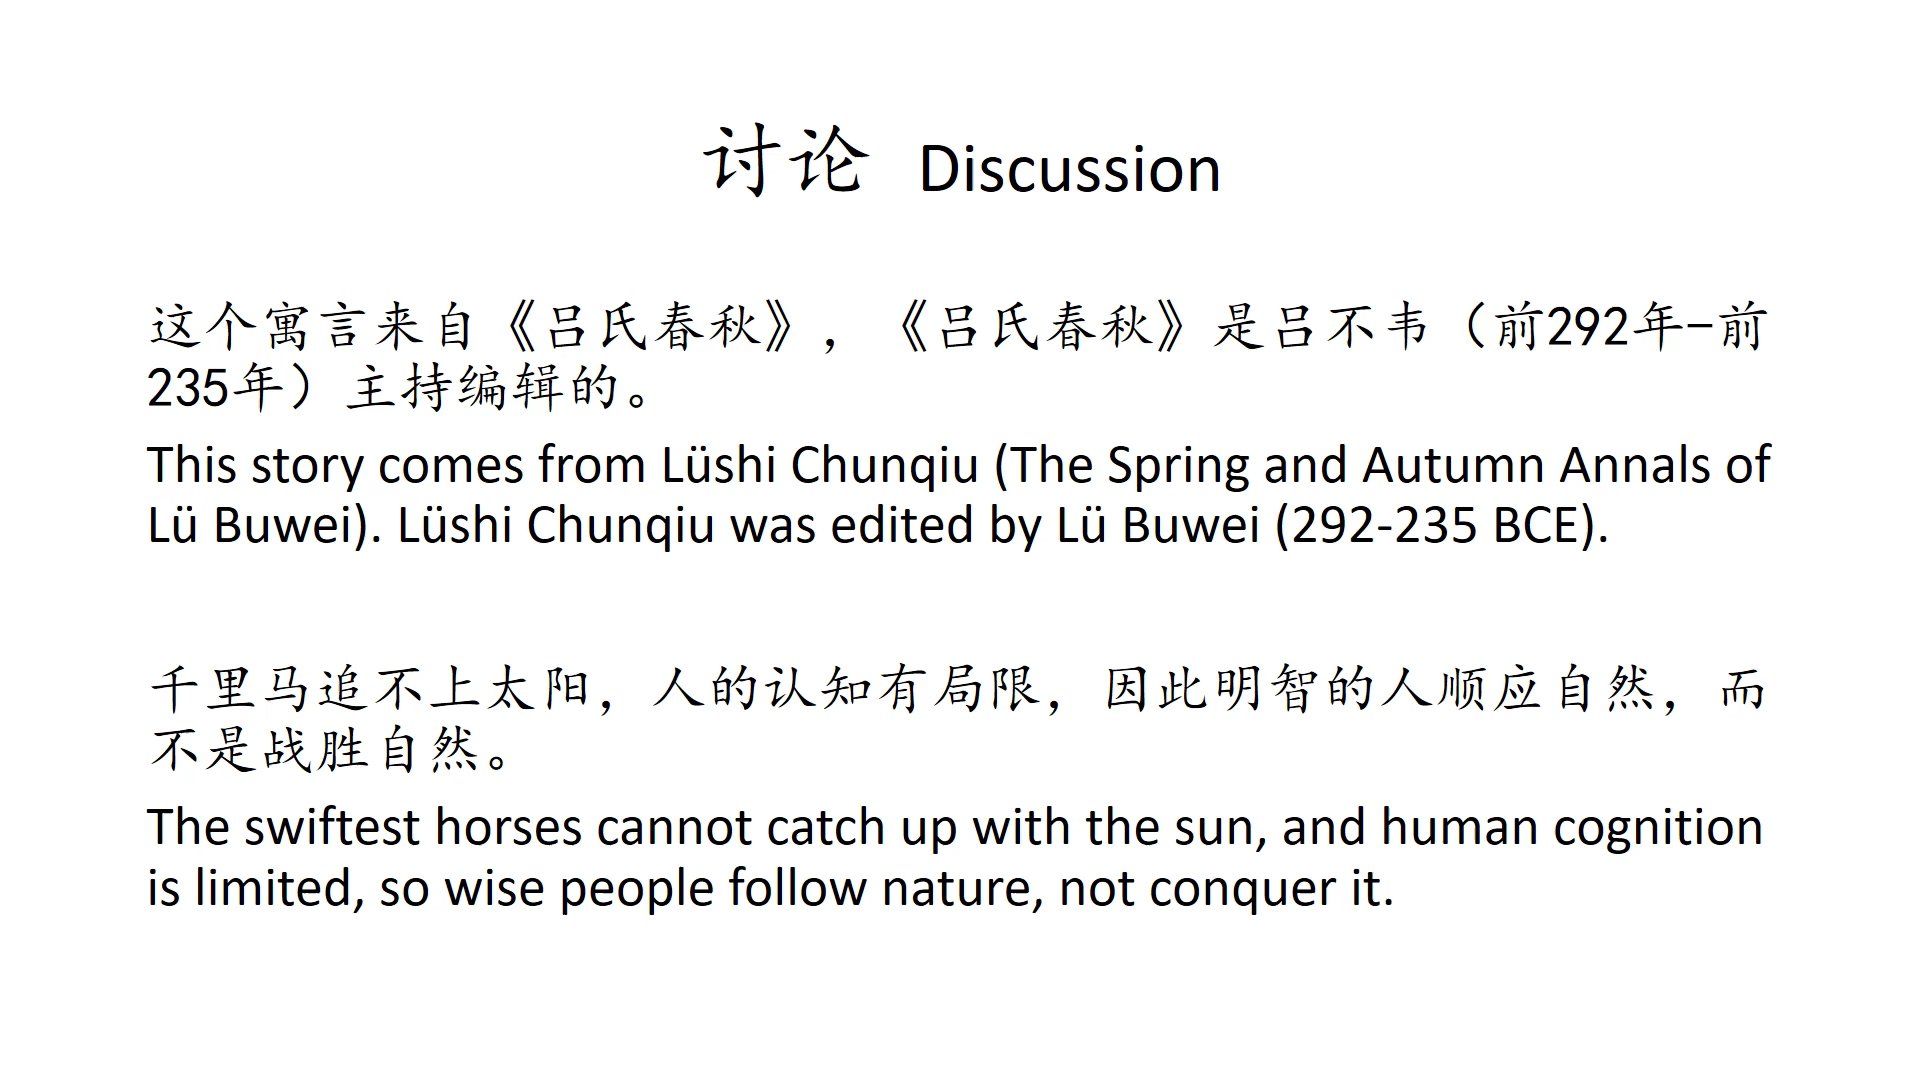 讨论 Discussion
这个寓言来自《吕氏春秋》，《吕氏春秋》是吕不韦（前292年-前
235年）主持编辑的。
This story comes from Lüshi Chunqiu (The Spring and Autumn Annals of
Lü Buwei). Lüshi Chunqiu was edited by Lü Buwei (292-235 BCE).
千里马追不上太阳，人的认知有局限，因此明智的人顺应自然，而
不是战胜自然。
The swiftest horses cannot catch up with the sun, and human cognition
is limited, so wise people follow nature, not conquer it.